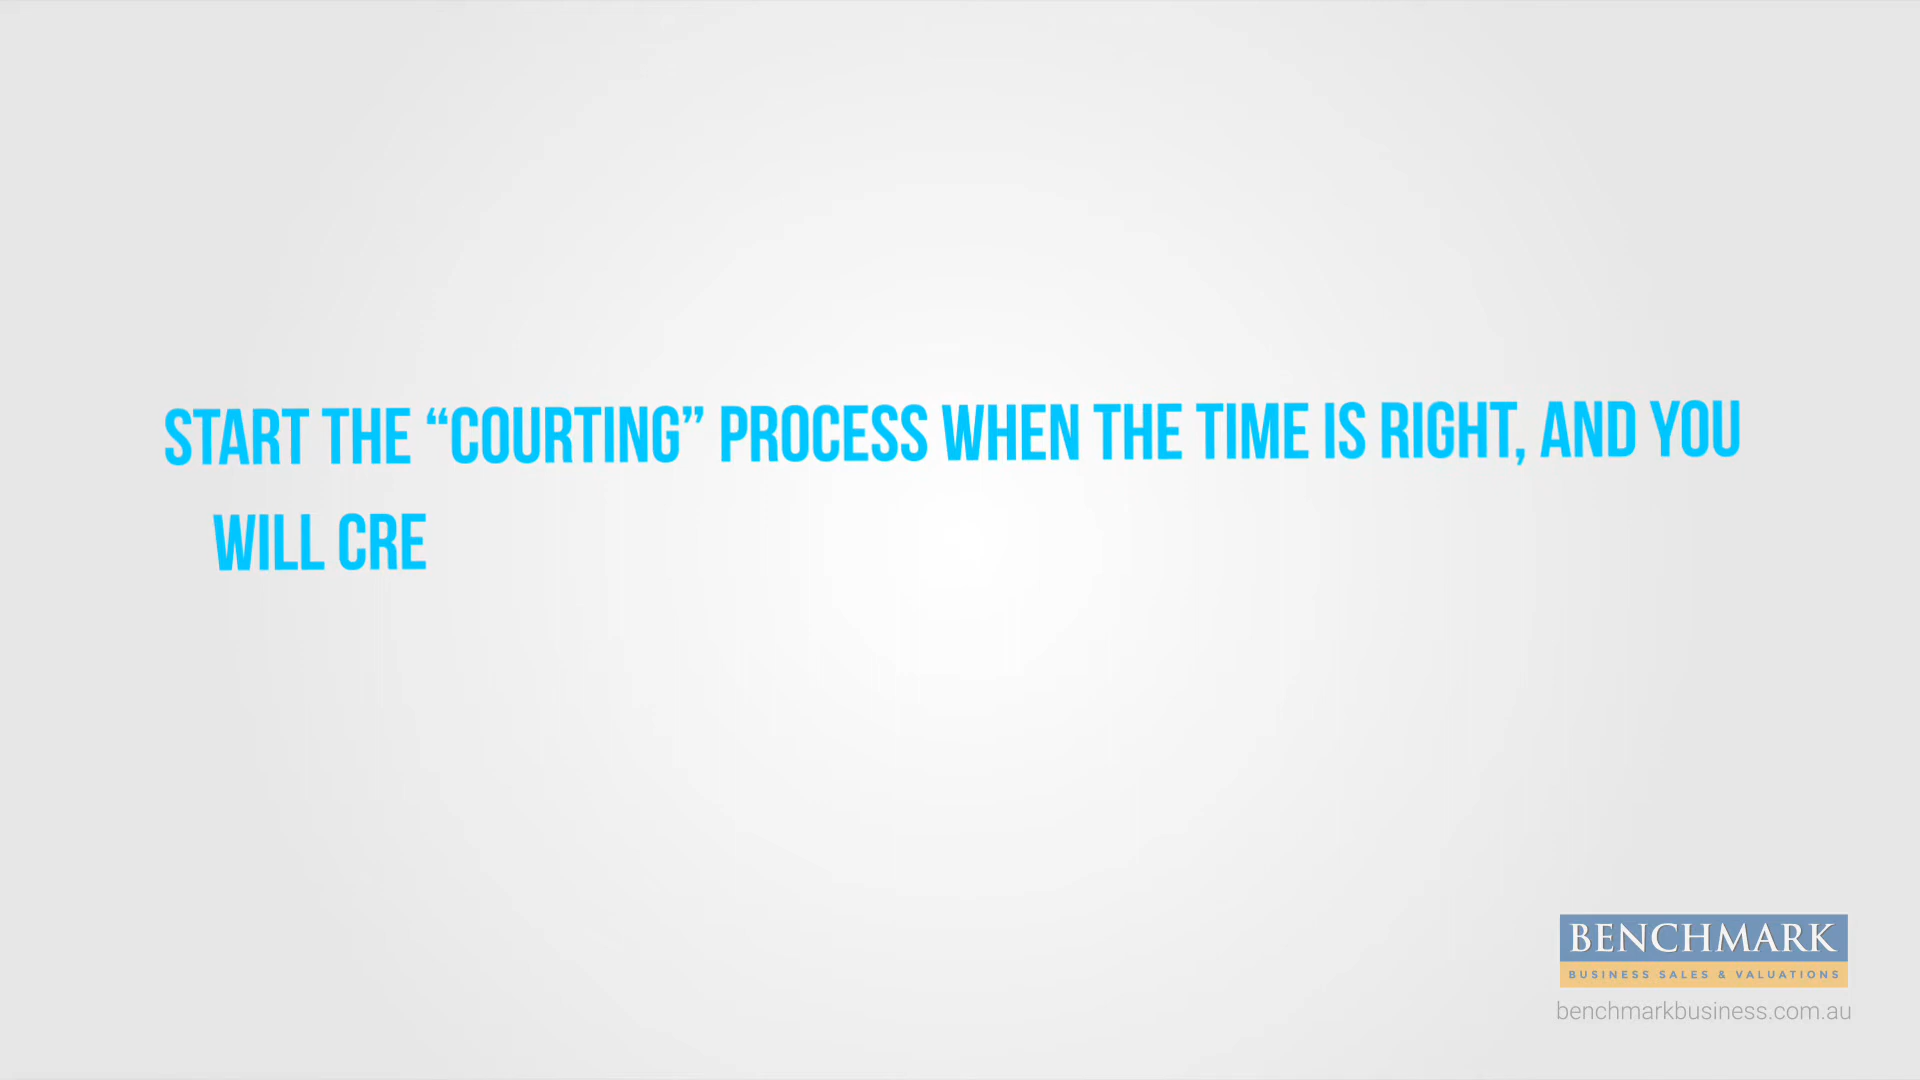 START THE “COURTING” PROCESS WHEN THE TIME IS RIGHT, AND YOU
WILL CRE
BENCHMARK
BUSINESS SALES & VALUATIONS
benchmarkbusiness.com.au